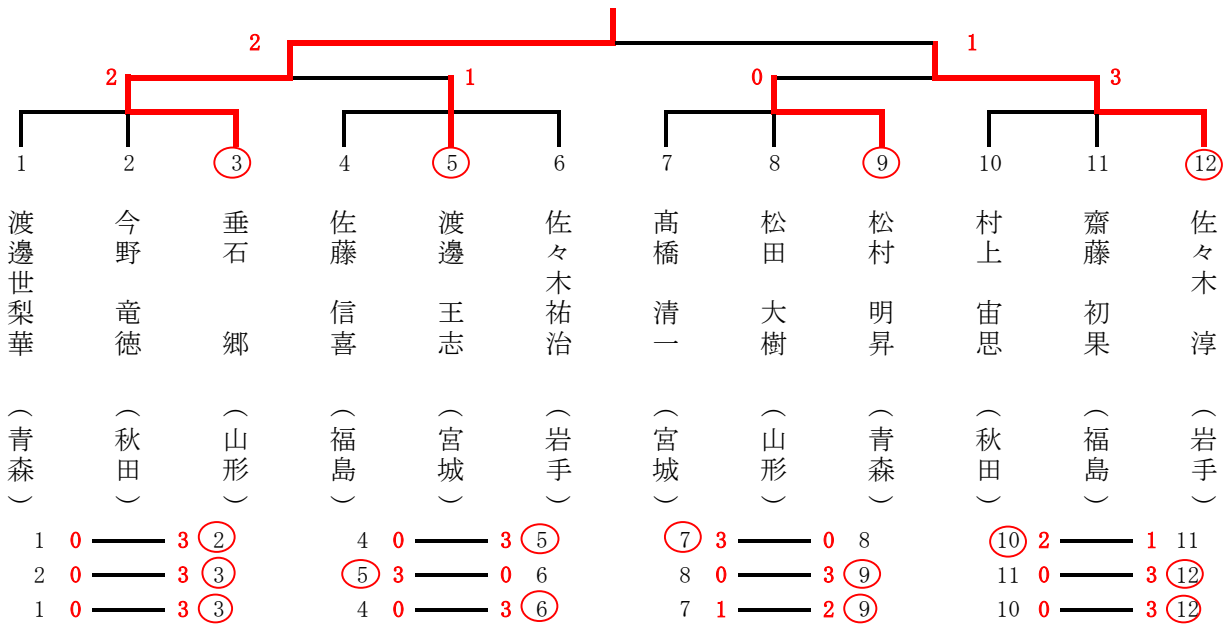 2 1
2 1 0 3
1 2 3 4 5 6 7 8 9 10 11 12
渡邊世梨華 （青森）
今野 竜徳 （秋田）
垂石 郷 （山形）
佐藤 信喜 （福島）
渡邊 王志 （宮城）
佐々木祐治 （岩手）
髙橋 清一 （宮城）
松田 大樹 （山形）
松村 明昇 （青森）
村上 宙思 （秋田）
齋藤 初果 （福島）
佐々木 淳 （岩手）
1 0 3 2
2 0 3 3
1 0 3 3
4 0 3 5
5 3 0 6
4 0 3 6
7 3 0 8
8 0 3 9
7 1 2 9
10 2 1 11
11 0 3 12
10 0 3 12